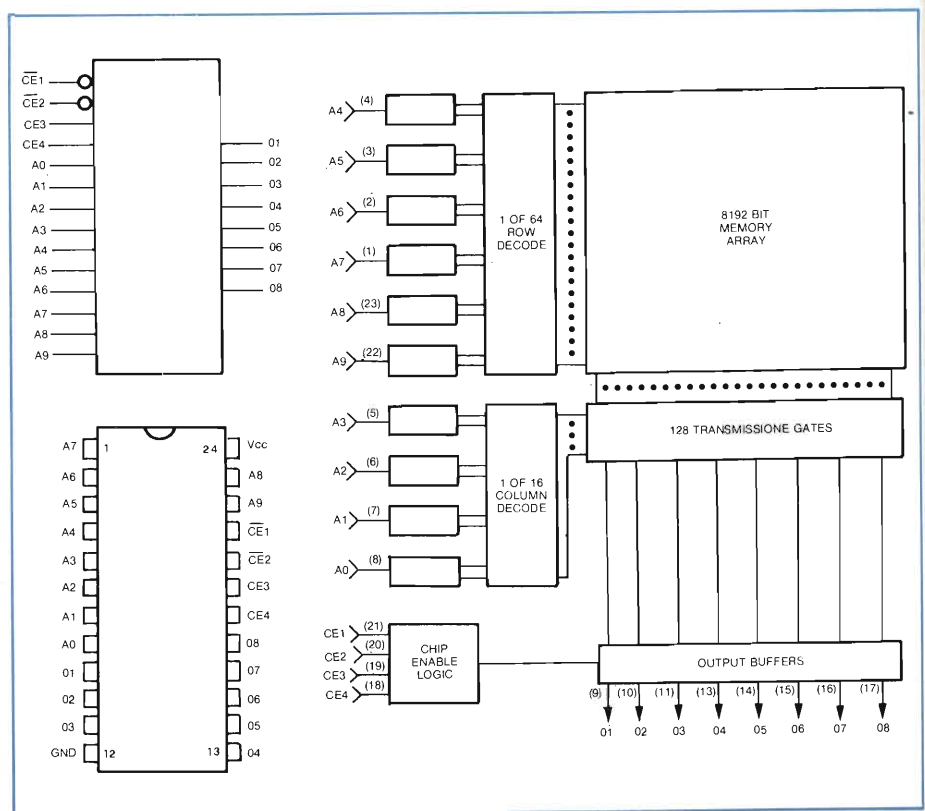 CE1
CE2
CE3
CE4
A0
A1
A2
A3
A4
A5
A6
A7
A8
A9
01
02
03
04
05
06
07
08
A7 1 24 Vcc
A6 A8
A5 A9
A4 CE1
A3 CE2
A2 CE3
A1 CE4
A0 08
01 07
02 06
03 05
GND 12 13 04
A4 (4)
A5 (3)
A6 (2)
A7 (1)
A8 (23)
A9 (22)
1 OF 64
ROW
DECODE
8192 BIT
MEMORY
ARRAY
A3 (5)
A2 (6)
A1 (7)
A0 (8)
1 OF 16
COLUMN
DECODE
128 TRANSMISSIONE GATES
CE1 (21)
CE2 (20)
CE3 (19)
CE4 (18)
CHIP
ENABLE
LOGIC
OUTPUT BUFFERS
(9) (10) (11) (13) (14) (15) (16) (17)
01 02 03 04 05 06 07 08